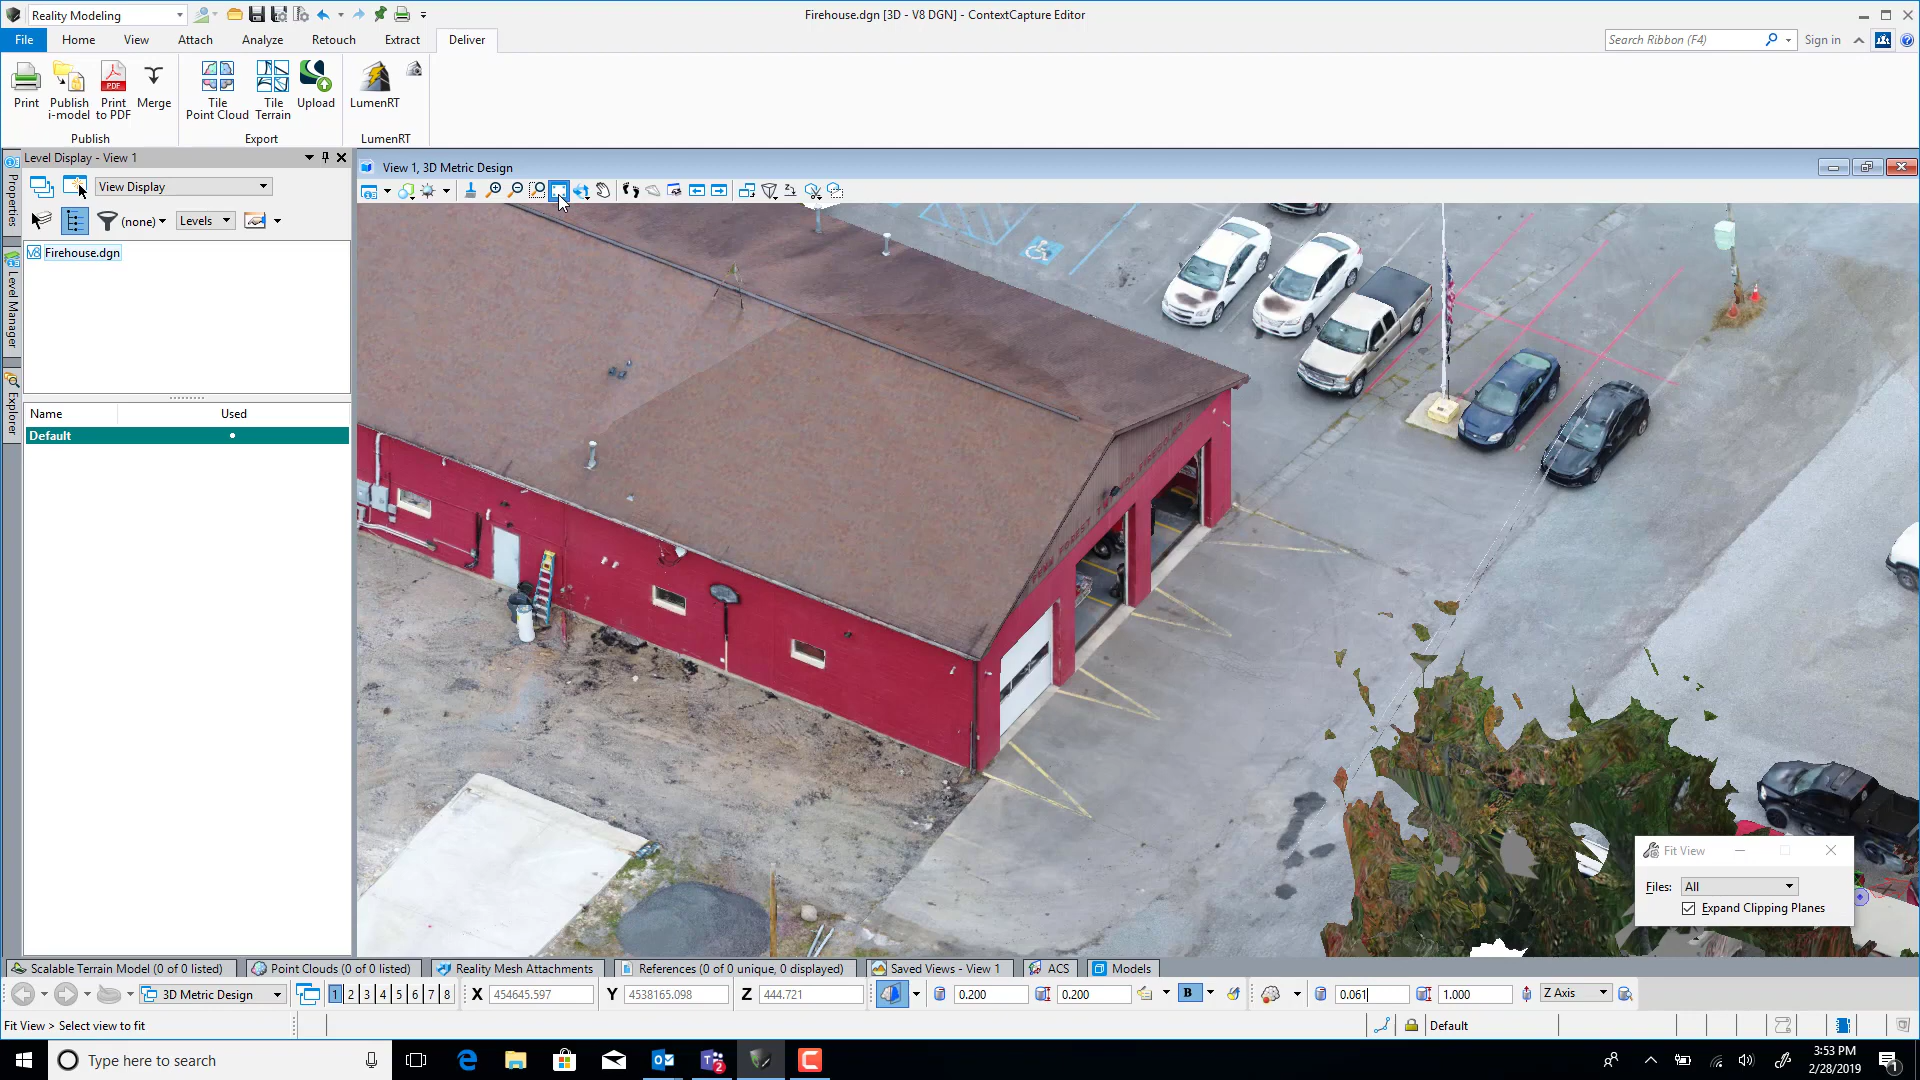 Reality Modeling
Firehouse.dgn [3D - V8 DGN] - ContextCapture Editor
File
Home
View
Attach
Analyze
Retouch
Extract
Deliver
Search Ribbon (F4)
Sign in
Print
Publish i-model
Print to PDF
Merge
Publish
Tile Point Cloud
Tile Terrain
Upload
Export
LumenRT
LumenRT
Level Display - View 1
View Display
(none)
Levels
Firehouse.dgn
Name
Used
Default
Properties
Level Manager
Explorer
View 1, 3D Metric Design
Fit View
Files:
All
Expand Clipping Planes
Scalable Terrain Model (0 of 0 listed)
Point Clouds (0 of 0 listed)
Reality Mesh Attachments
References (0 of 0 unique, 0 displayed)
Saved Views - View 1
ACS
Models
3D Metric Design
1 2 3 4 5 6 7 8
X 454645.597
Y 4538165.098
Z 444.721
0.200
0.200
B
0.061
1.000
Z Axis
Fit View > Select view to fit
Default
Type here to search
3:53 PM
2/28/2019